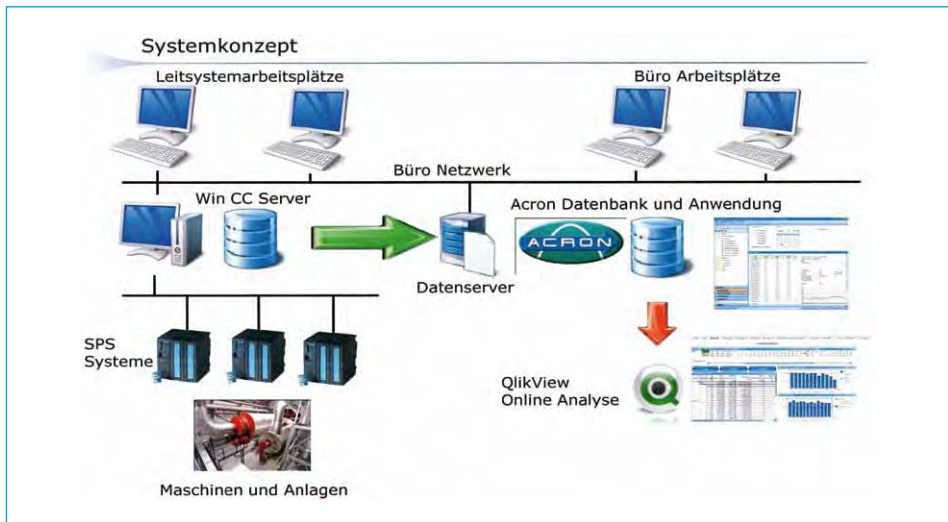 Systemkonzept
Leitsystemarbeitsplätze
Büro Arbeitsplätze
Büro Netzwerk
Win CC Server
Acron Datenbank und Anwendung
ACRON
Datenserver
SPS
Systeme
QlikView
Online Analyse
Maschinen und Anlagen